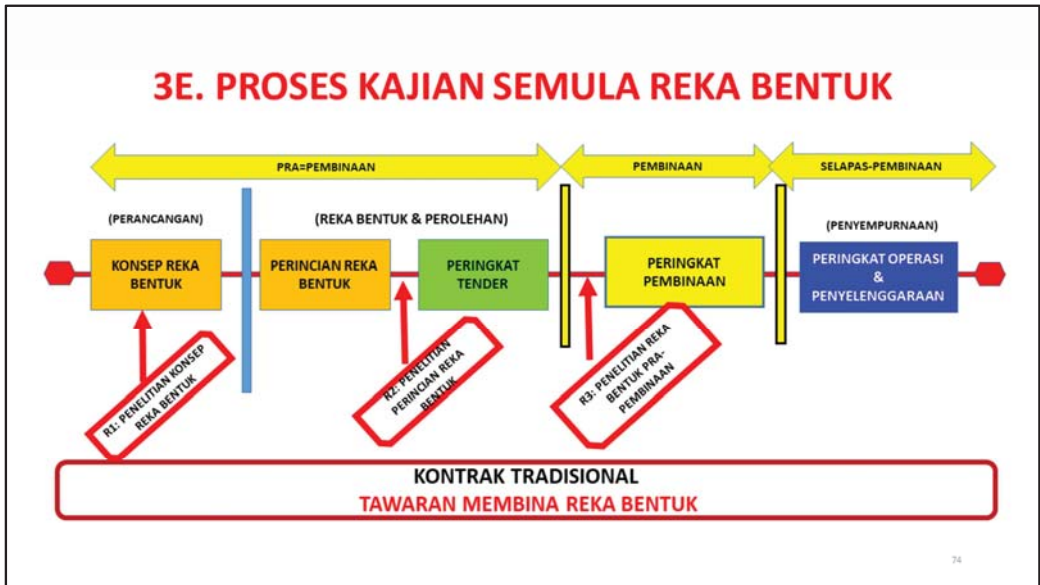 3E. PROSES KAJIAN SEMULA REKA BENTUK
PRA=PEMBINAAN
PEMBINAAN
SELAPAS-PEMBINAAN
(PERANCANGAN)
(REKA BENTUK & PEROLEHAN)
(PENYEMPURNAAN)
KONSEP REKA
BENTUK
PERINCIAN REKA
BENTUK
PERINGKAT
TENDER
PERINGKAT
PEMBINAAN
PERINGKAT OPERASI
&
PENYELENGGARAAN
R1: PENELITIAN KONSEP
REKA BENTUK
R2: PENELITIAN
PERINCIAN REKA
BENTUK
R3: PENELITIAN REKA
BENTUK PRA-
PEMBINAAN
KONTRAK TRADISIONAL
TAWARAN MEMBINA REKA BENTUK
74